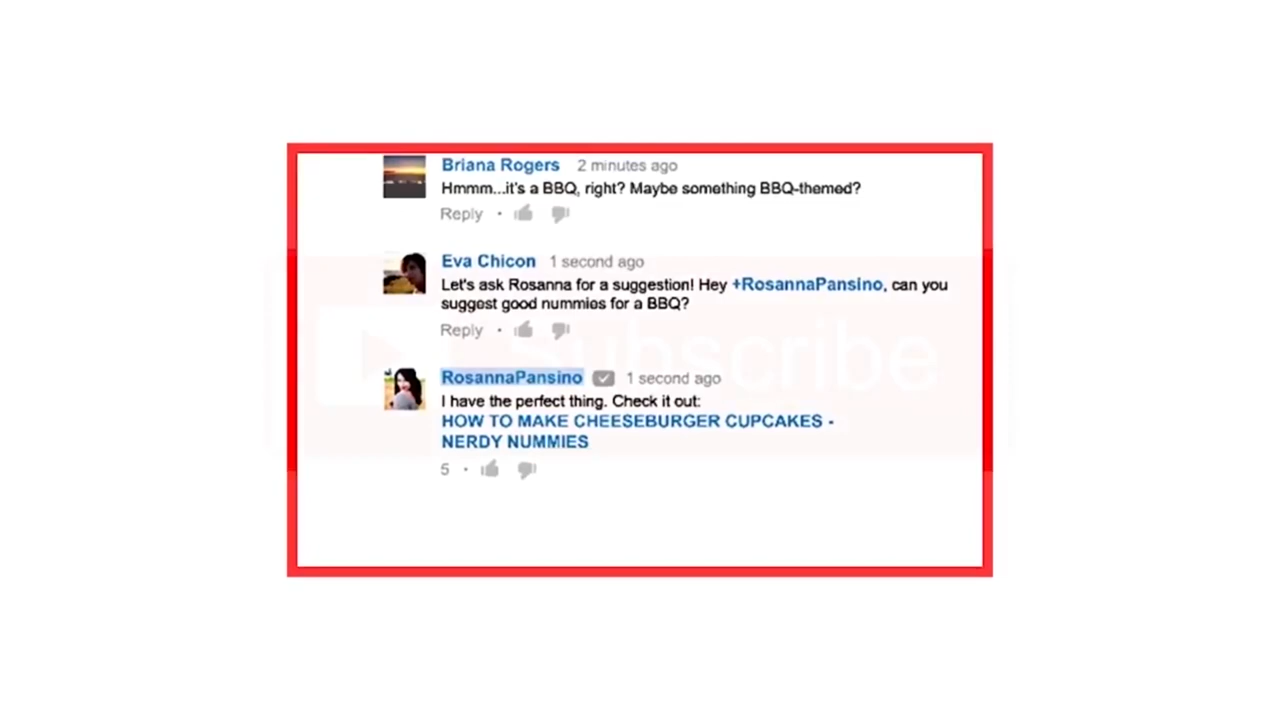 Briana Rogers 2 minutes ago
Hmmm...it's a BBQ, right? Maybe something BBQ-themed?
Reply •
Eva Chicon 1 second ago
Let's ask Rosanna for a suggestion! Hey +RosannaPansino, can you
suggest good nummies for a BBQ?
Reply •
Subscribe
RosannaPansino 1 second ago
I have the perfect thing. Check it out:
HOW TO MAKE CHEESEBURGER CUPCAKES -
NERDY NUMMIES
5 •